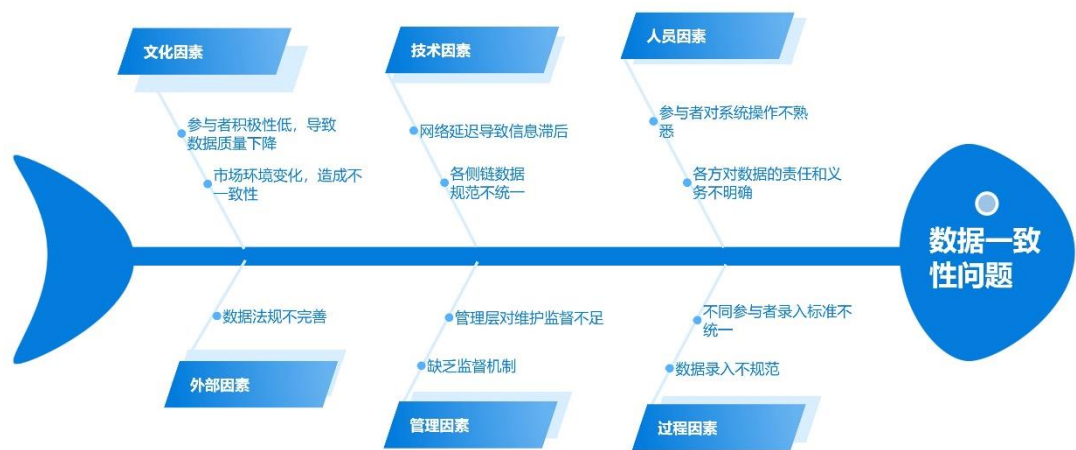 文化因素
参与者积极性低，导致
数据质量下降
市场环境变化，造成不
一致性
技术因素
网络延迟导致信息滞后
各侧链数据
规范不统一
人员因素
参与者对系统操作不熟
悉
各方对数据的责任和义
务不明确
数据一致
性问题
数据法规不完善
外部因素
管理层对维护监督不足
缺乏监督机制
管理因素
不同参与者录入标准不
统一
数据录入不规范
过程因素